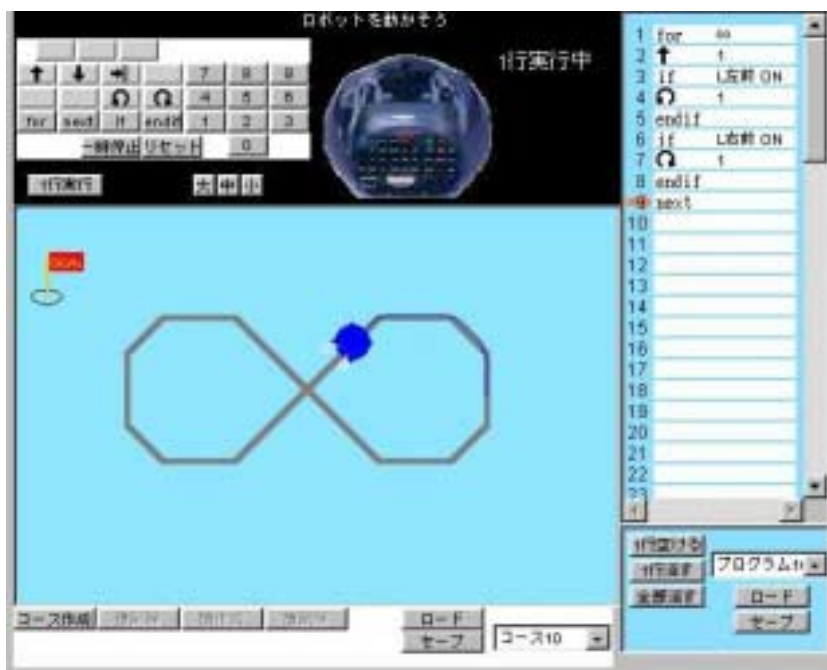 ロボットを動かそう
1行実行中
7 8 9
4 5 6
for next if endif 1 2 3
一時停止 リセット 0
1行実行 大 中 小
1 for ∞
2 ↑ 1
3 if L左前 ON
4 1
5 endif
6 if L右前 ON
7 1
8 endif
9 next
10
11
12
13
14
15
16
17
18
19
20
21
22
23
GOAL
1行空ける
1行消す
全部消す
ロード
セーブ
コース作成
ロード
セーブ
コース10